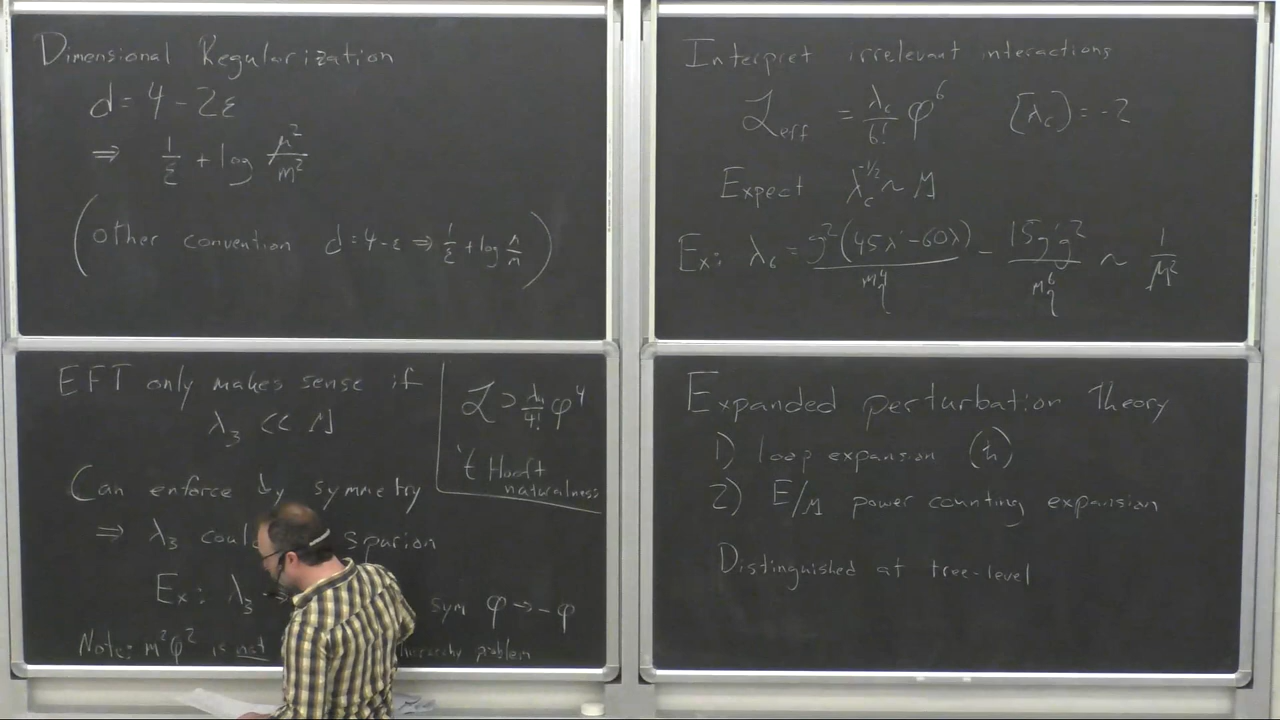 Dimensional Regularization
d = 4 - 2ε
⇒ 1/ε + log μ²/m²
(other convention d = 4 - ε ⇒ 1/ε + log μ/m)
EFT only makes sense if
λ₃ << M
Can enforce by symmetry
⇒ λ₃ coul spurion
Ex: λ₃ → sym φ → -φ
Note: m²φ² is not hierarchy problem
ℒ ⊃ λ₄/4! φ⁴
't Hooft
naturalness
Interpret irrelevant interactions
ℒeff = λ₆/6! φ⁶ [λ₆] = -2
Expect λ₆^(-1/2) ~ M
Ex: λ₆ = g²(45λ' - 60λ)/m_η⁴ - 15g'g²/m_η⁶ ~ 1/M²
Expanded perturbation theory
1) loop expansion (ħ)
2) E/M power counting expansion
Distinguished at tree-level